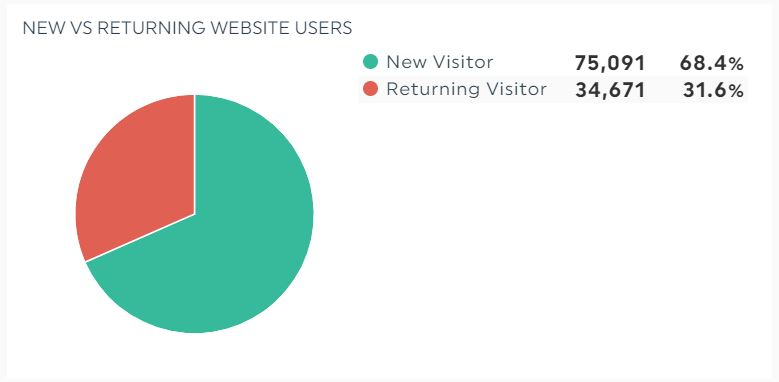 NEW VS RETURNING WEBSITE USERS
New Visitor 75,091 68.4%
Returning Visitor 34,671 31.6%